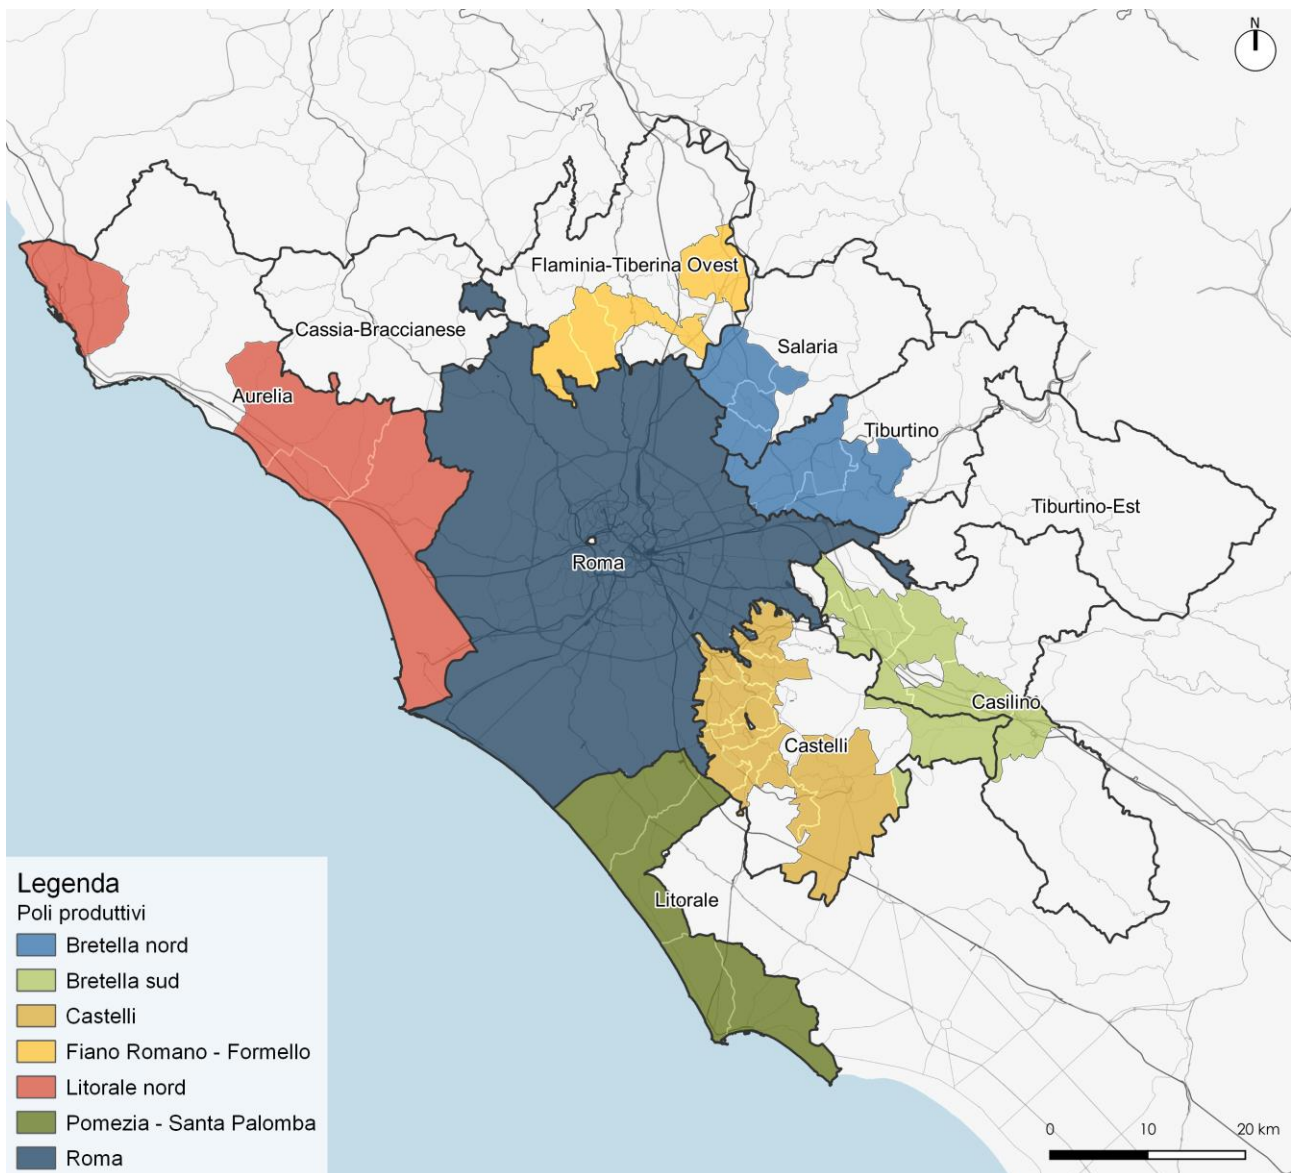 N
Flaminia-Tiberina Ovest
Cassia-Braccianese
Salaria
Aurelia
Tiburtino
Tiburtino-Est
Roma
Casilino
Castelli
Litorale
Legenda
Poli produttivi
Bretella nord
Bretella sud
Castelli
Fiano Romano - Formello
Litorale nord
Pomezia - Santa Palomba
Roma
0 10 20 km